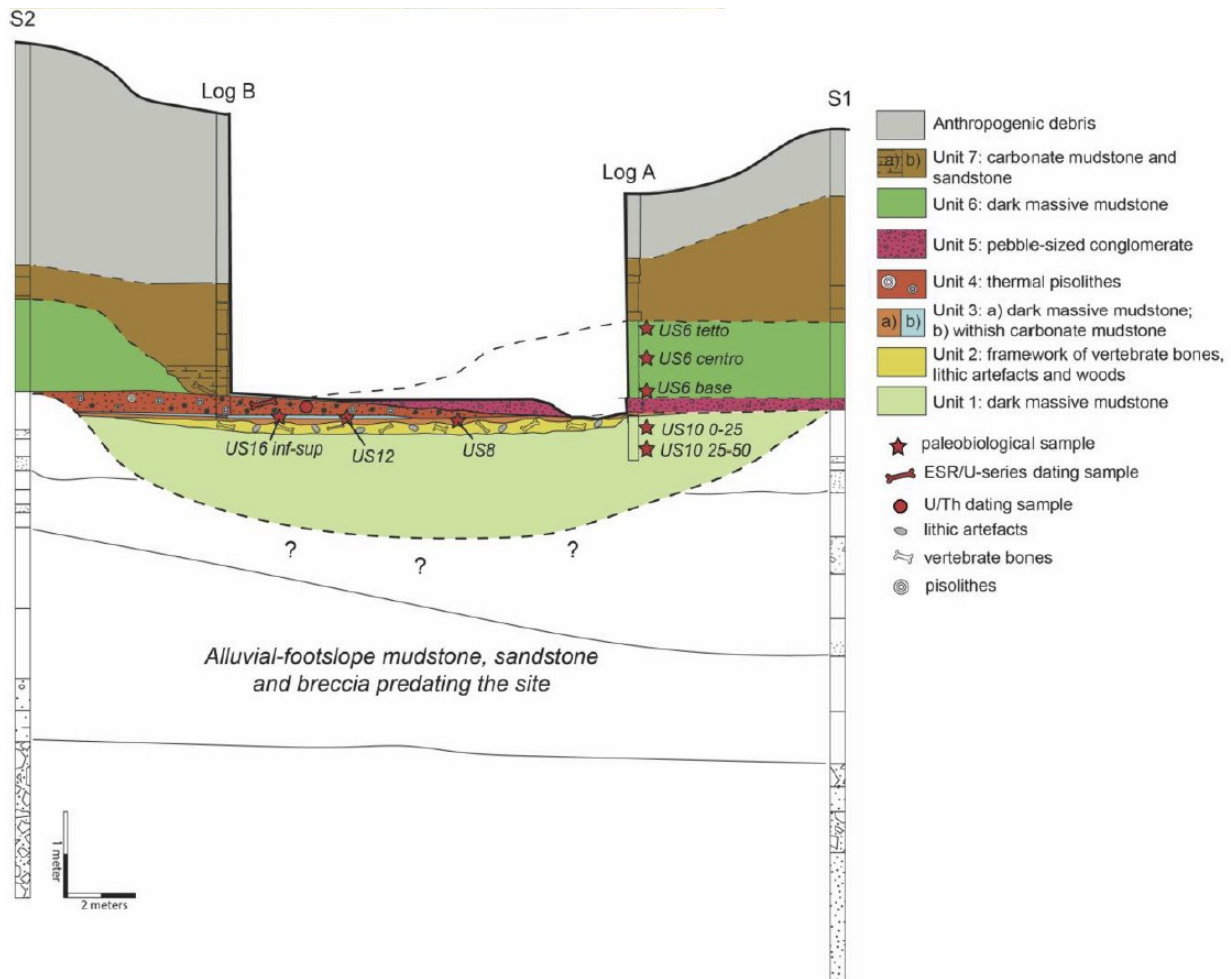 S2
Log B
S1
Log A
Anthropogenic debris
a) b)
Unit 7: carbonate mudstone and
sandstone
Unit 6: dark massive mudstone
Unit 5: pebble-sized conglomerate
Unit 4: thermal pisolithes
a) b)
Unit 3: a) dark massive mudstone;
b) withish carbonate mudstone
Unit 2: framework of vertebrate bones,
lithic artefacts and woods
Unit 1: dark massive mudstone
paleobiological sample
ESR/U-series dating sample
U/Th dating sample
lithic artefacts
vertebrate bones
pisolithes
US6 tetto
US6 centro
US6 base
US10 0-25
US10 25-50
US16 inf-sup
US12
US8
? ? ?
Alluvial-footslope mudstone, sandstone
and breccia predating the site
1 meter
2 meters